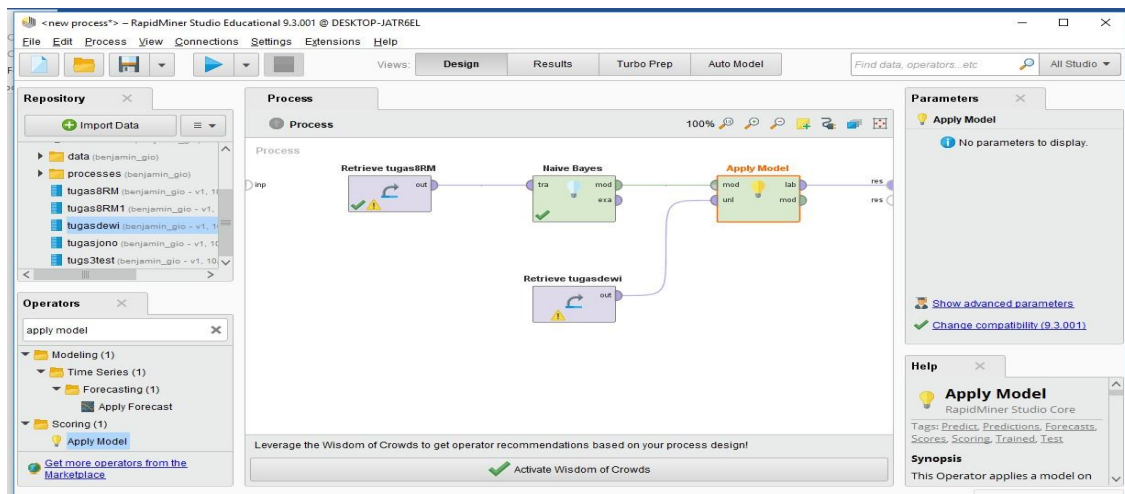 <new process*> – RapidMiner Studio Educational 9.3.001 @ DESKTOP-JATR6EL
File Edit Process View Connections Settings Extensions Help
Views: Design Results Turbo Prep Auto Model Find data, operators...etc All Studio
Repository
Import Data
data (benjamin_gio)
processes (benjamin_gio)
tugas8RM (benjamin_gio - v1, 10
tugas8RM1 (benjamin_gio - v1,
tugasdewi (benjamin_gio - v1, 1
tugasjono (benjamin_gio - v1, 10
tugs3test (benjamin_gio - v1, 10,
Operators
apply model
Modeling (1)
Time Series (1)
Forecasting (1)
Apply Forecast
Scoring (1)
Apply Model
Get more operators from the
Marketplace
Process
Process
100%
Process
inp
Retrieve tugas8RM
out
Naive Bayes
tra mod
exa
Apply Model
mod lab
unl mod
res
res
Retrieve tugasdewi
out
Leverage the Wisdom of Crowds to get operator recommendations based on your process design!
Activate Wisdom of Crowds
Parameters
Apply Model
No parameters to display.
Show advanced parameters
Change compatibility (9.3.001)
Help
Apply Model
RapidMiner Studio Core
Tags: Predict, Predictions, Forecasts,
Scores, Scoring, Trained, Test
Synopsis
This Operator applies a model on